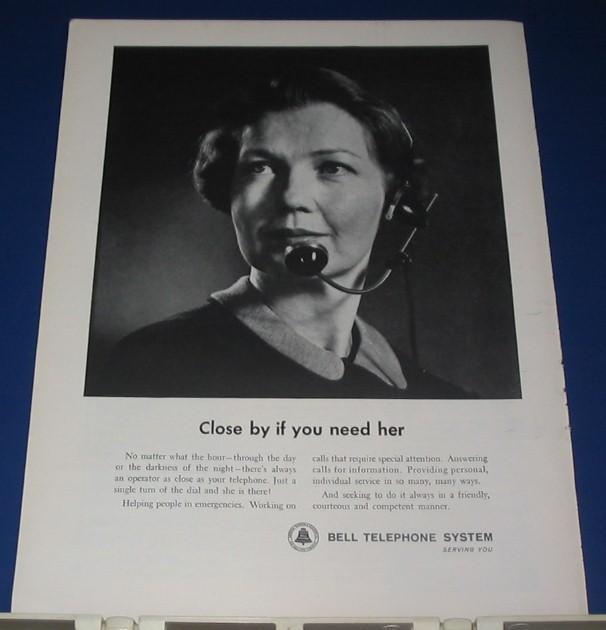 Close by if you need her
No matter what the hour—through the day
or the darkness of the night—there's always
an operator as close as your telephone. Just a
single turn of the dial and she is there!
Helping people in emergencies. Working on
calls that require special attention. Answering
calls for information. Providing personal,
individual service in so many, many ways.
And seeking to do it always in a friendly,
courteous and competent manner.
BELL TELEPHONE SYSTEM
SERVING YOU